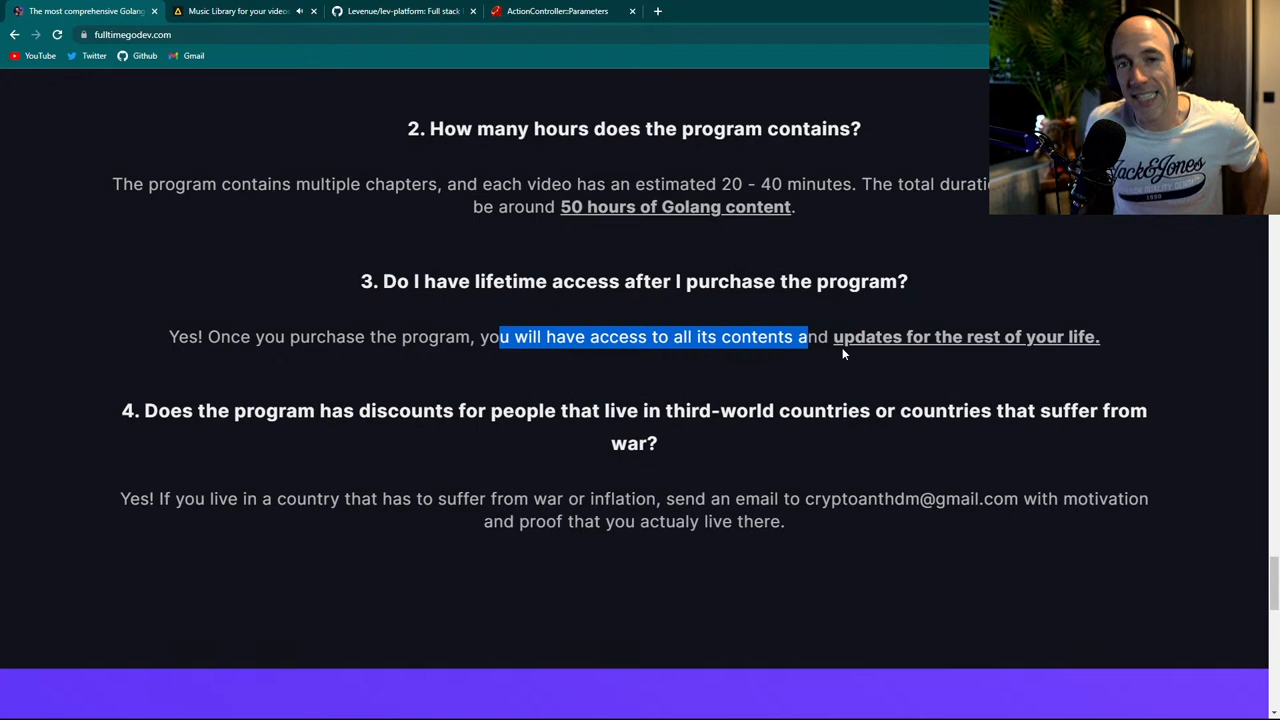 The most comprehensive Golang
Music Library for your video
Levenue/lev-platform: Full stack
ActionController::Parameters
fulltimegodev.com
YouTube
Twitter
Github
Gmail
2. How many hours does the program contains?
The program contains multiple chapters, and each video has an estimated 20 - 40 minutes. The total
be around 50 hours of Golang content.
3. Do I have lifetime access after I purchase the program?
Yes! Once you purchase the program, you will have access to all its contents and updates for the rest of your life.
4. Does the program has discounts for people that live in third-world countries or countries that suffer from
war?
Yes! If you live in a country that has to suffer from war or inflation, send an email to cryptoanthdm@gmail.com with motivation
and proof that you actualy live there.
JACK & JONES
1990